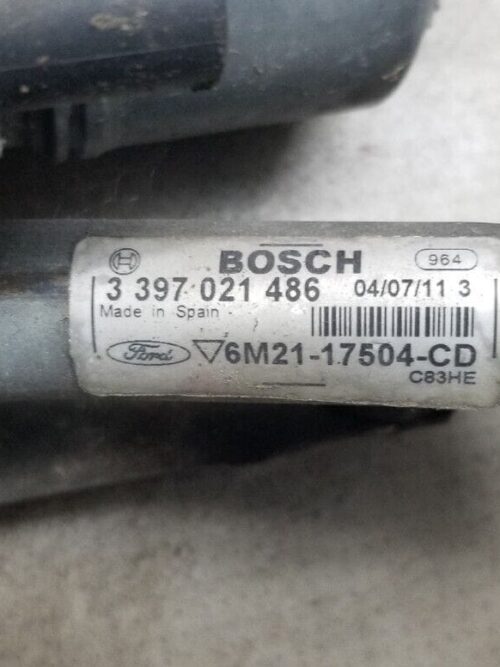 BOSCH 964
3 397 021 486 04/07/11 3
Made in Spain
Ford 6M21-17504-CD
C83HE